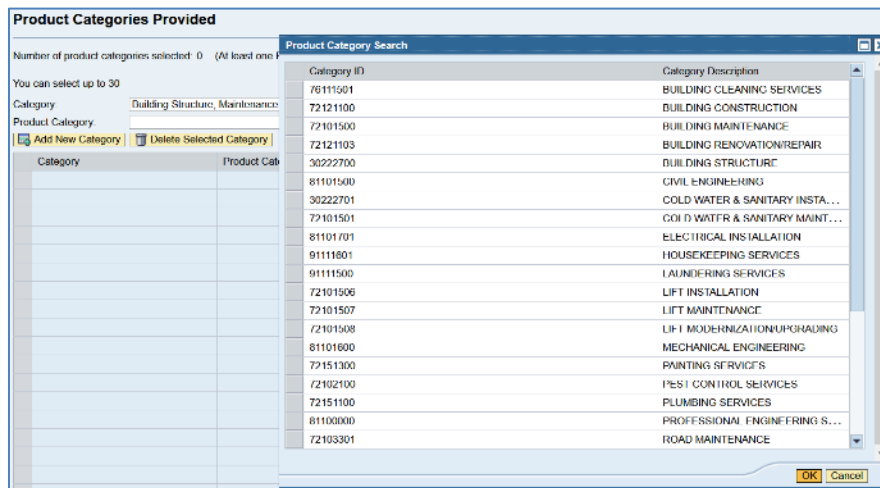 Product Categories Provided
Number of product categories selected: 0 (At least one
You can select up to 30
Category: Building Structure, Maintenance
Product Category:
Add New Category Delete Selected Category
Category Product Cat
Product Category Search
Category ID Category Description
76111501 BUILDING CLEANING SERVICES
72121100 BUILDING CONSTRUCTION
72101500 BUILDING MAINTENANCE
72121103 BUILDING RENOVATION/REPAIR
30222700 BUILDING STRUCTURE
81101500 CIVIL ENGINEERING
30222701 COLD WATER & SANITARY INSTA...
72101501 COLD WATER & SANITARY MAINT...
81101701 ELECTRICAL INSTALLATION
91111601 HOUSEKEEPING SERVICES
91111500 LAUNDERING SERVICES
72101506 LIFT INSTALLATION
72101507 LIFT MAINTENANCE
72101508 LIFT MODERNIZATION/UPGRADING
81101600 MECHANICAL ENGINEERING
72151300 PAINTING SERVICES
72102100 PEST CONTROL SERVICES
72151100 PLUMBING SERVICES
81100000 PROFESSIONAL ENGINEERING S...
72103301 ROAD MAINTENANCE
OK Cancel